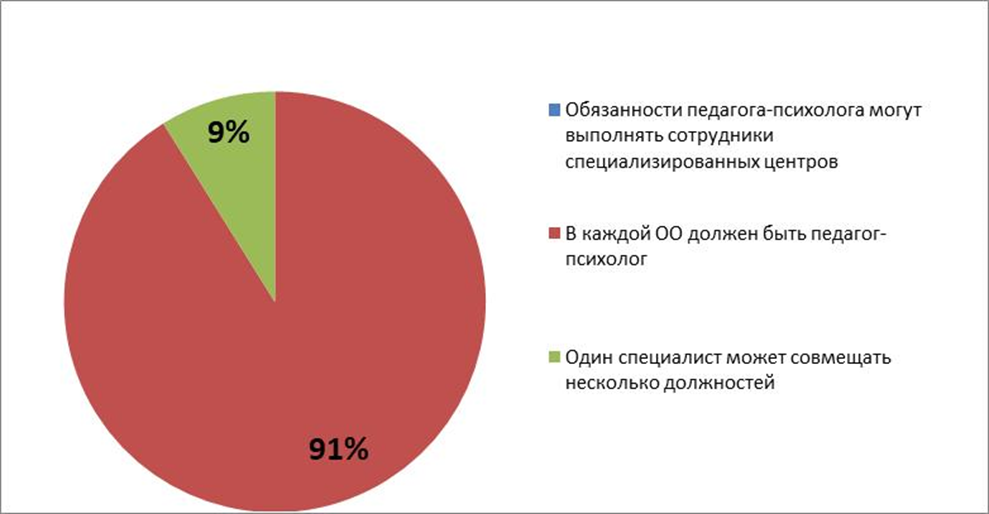 9%
91%
Обязанности педагога-психолога могут
выполнять сотрудники
специализированных центров
В каждой ОО должен быть педагог-
психолог
Один специалист может совмещать
несколько должностей